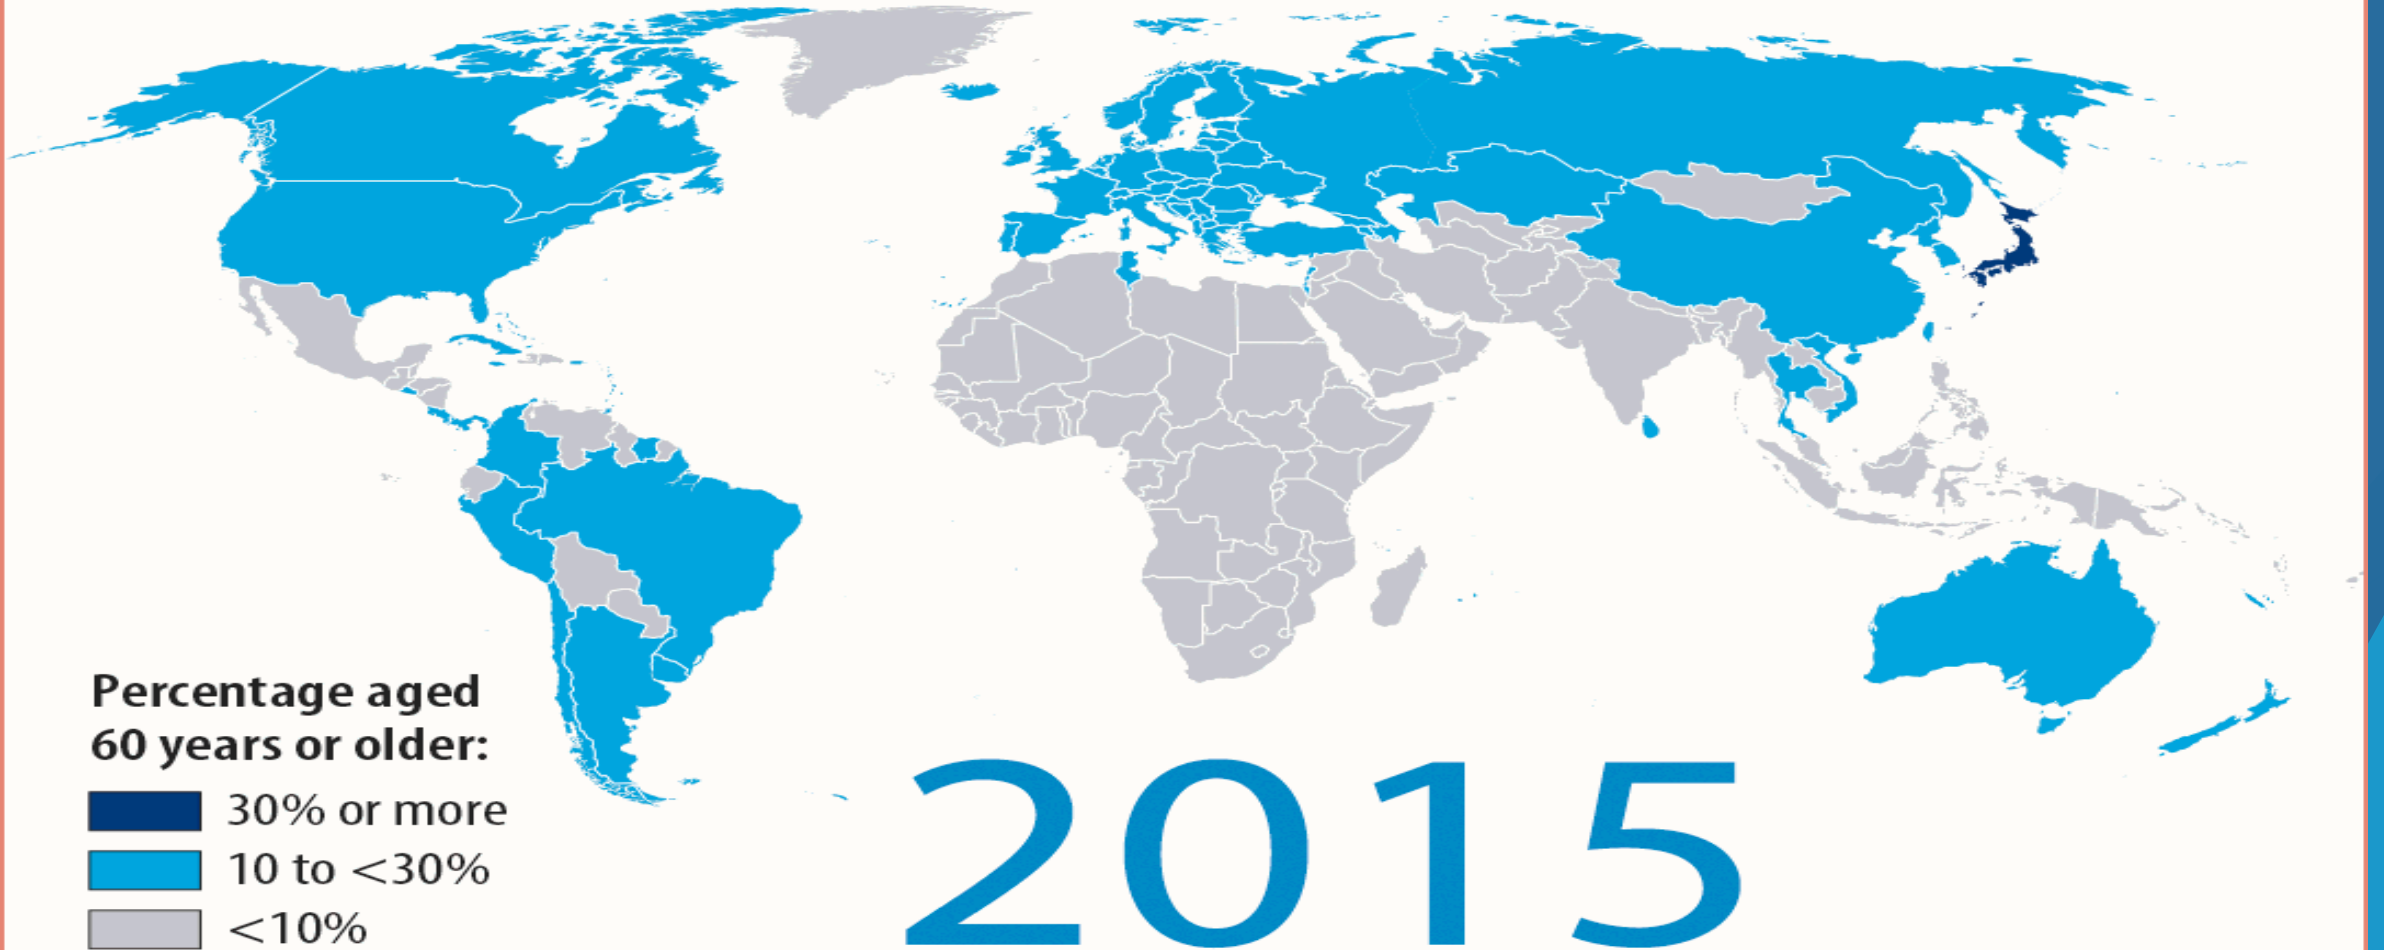 Percentage aged
60 years or older:
30% or more
10 to <30%
<10%
2015